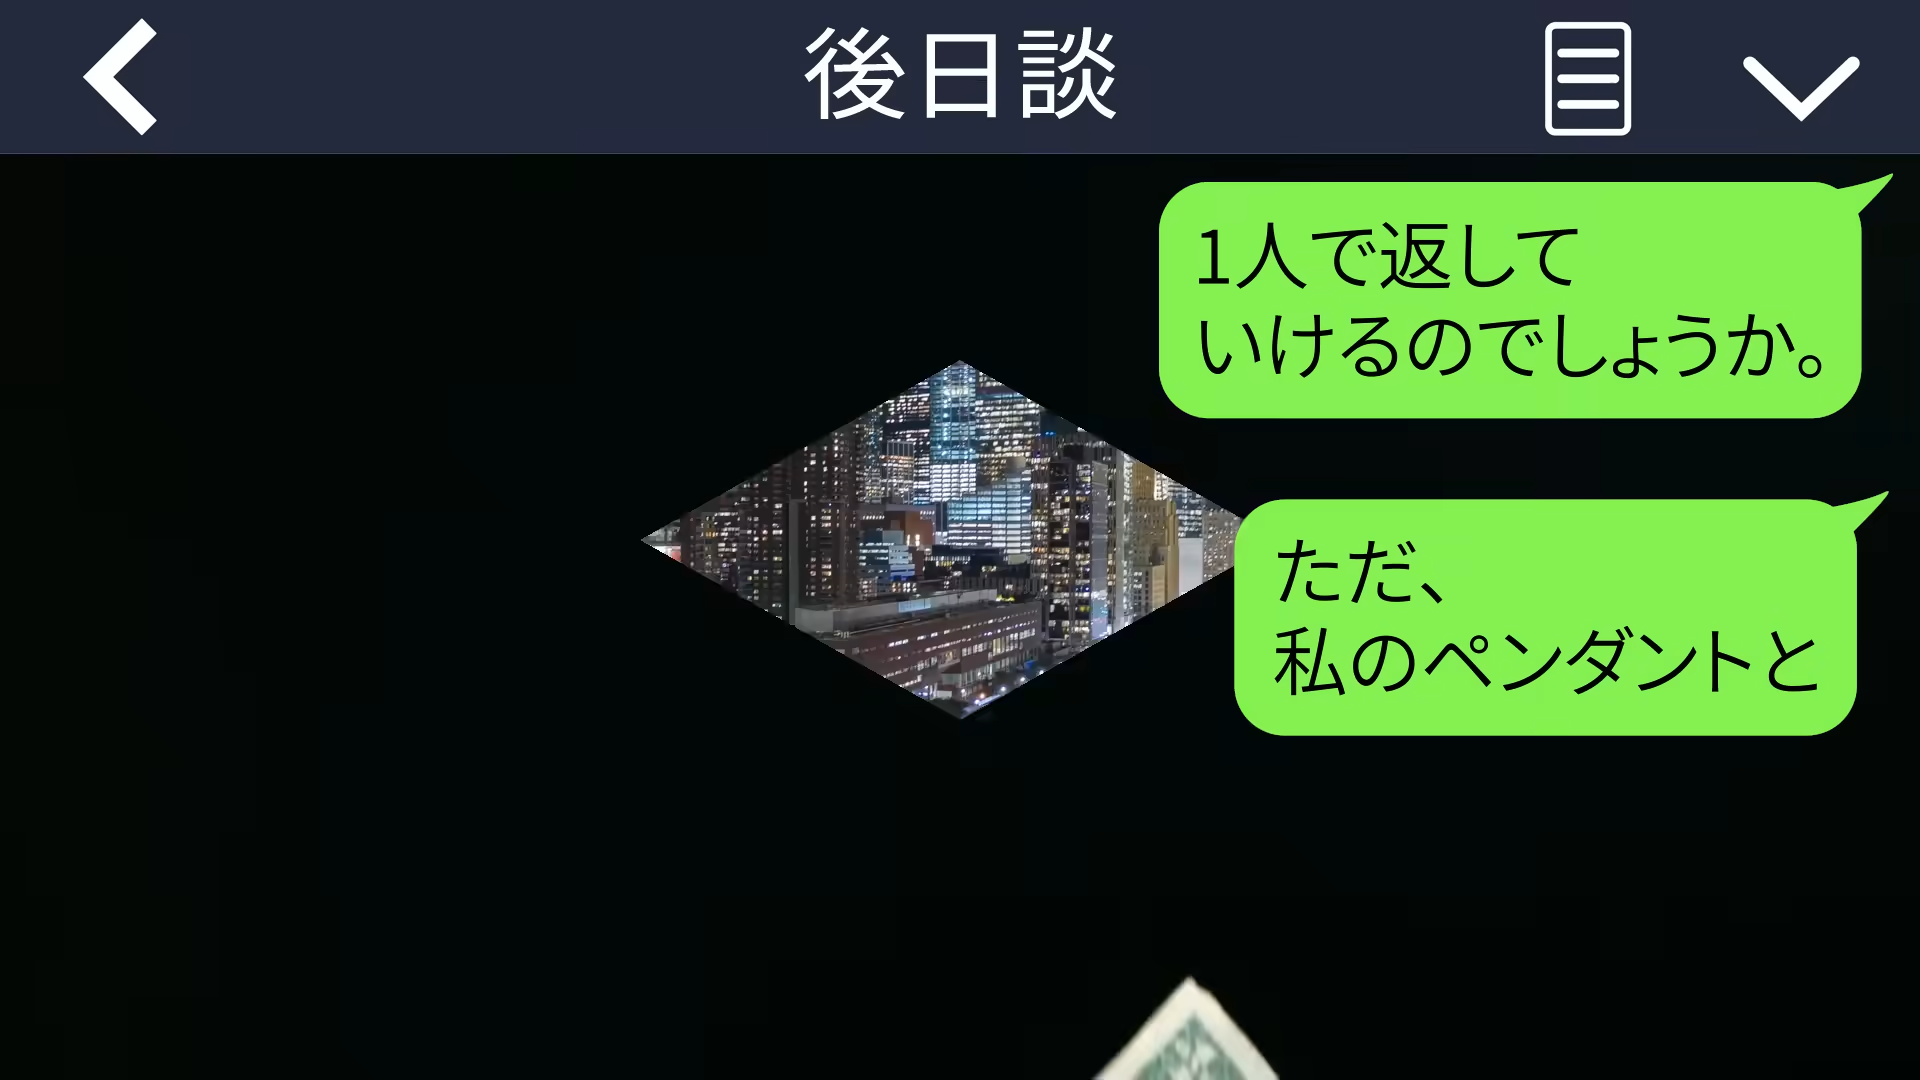 後日談
1人で返して
いけるのでしょうか。
ただ、
私のペンダントと